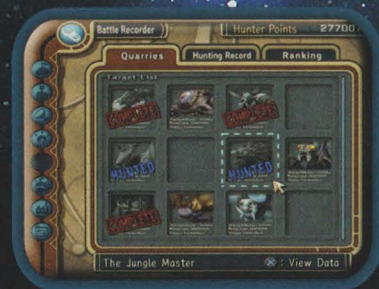 Battle Recorder
Hunter Points 27700
Quarries
Hunting Record
Ranking
Target List
COMPLETE
COMPLETE
HUNTED
HUNTED
COMPLETE
The Jungle Master
: View Data